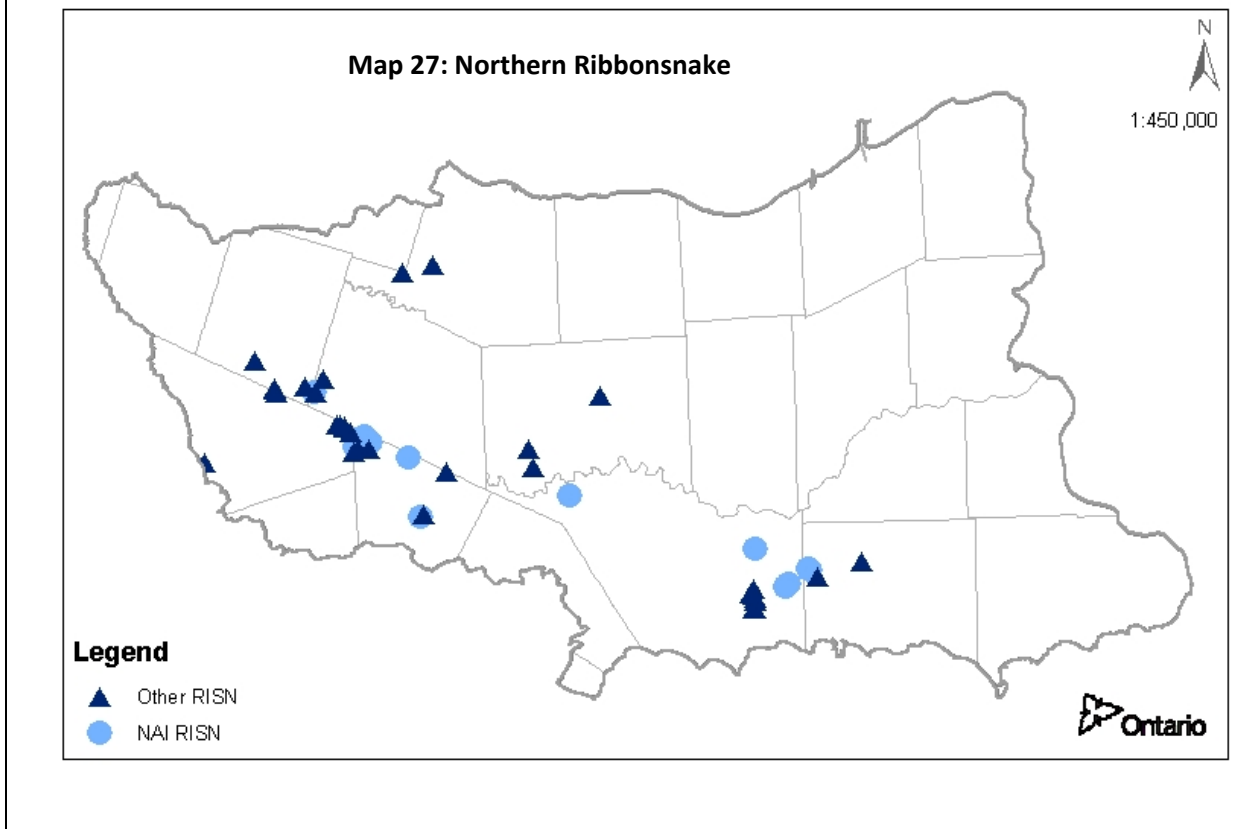 Map 27: Northern Ribbonsnake
N
1:450,000
Legend
Other RISN
NAI RISN
Ontario